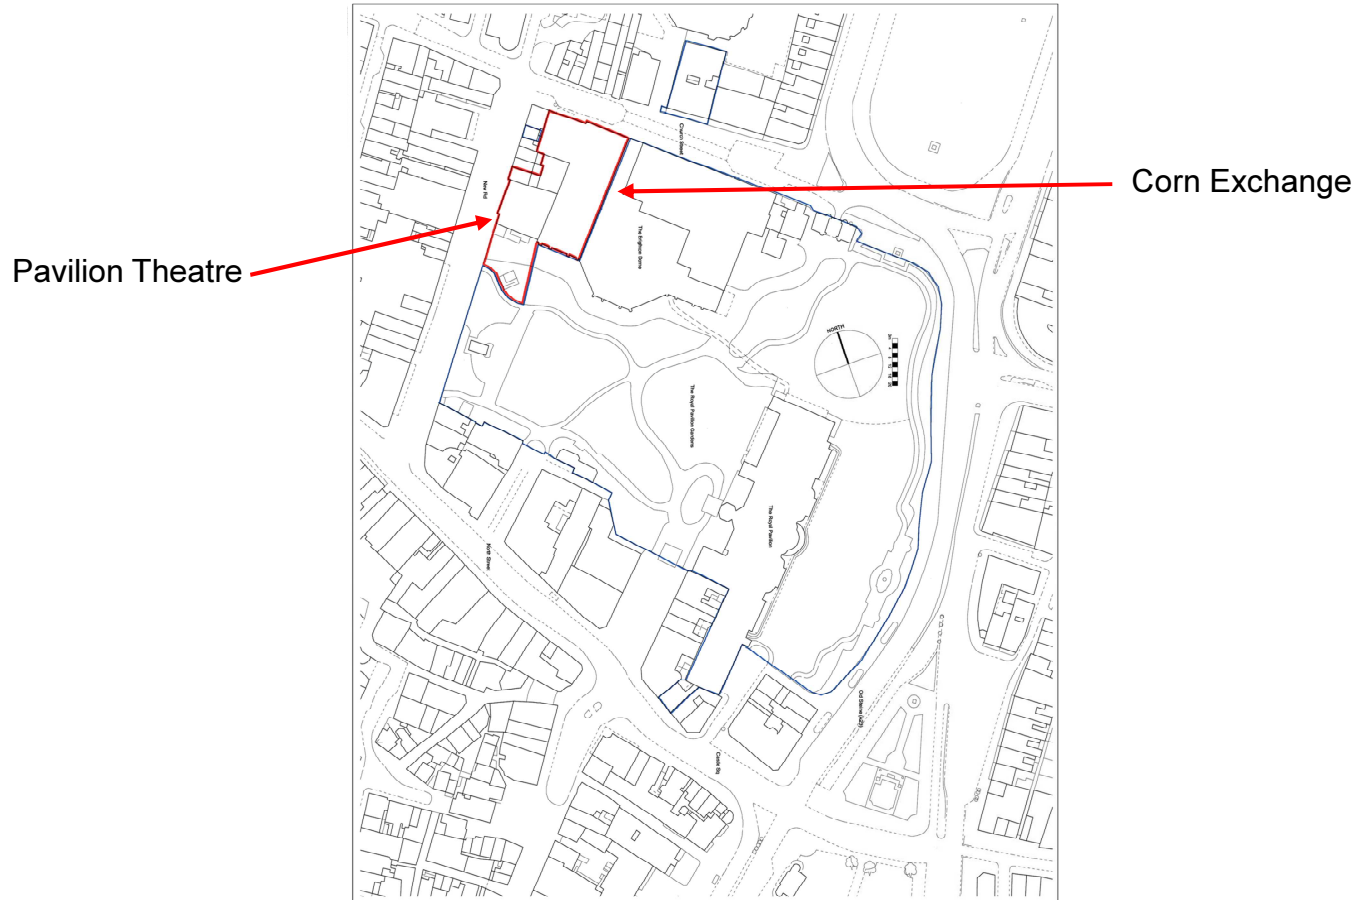 Church Street
Corn Exchange
New Rd
The Brighton Dome
Pavilion Theatre
NORTH
The Royal Pavilion Gardens
The Royal Pavilion
North Street
Old Steine (A23)
Castle Sq